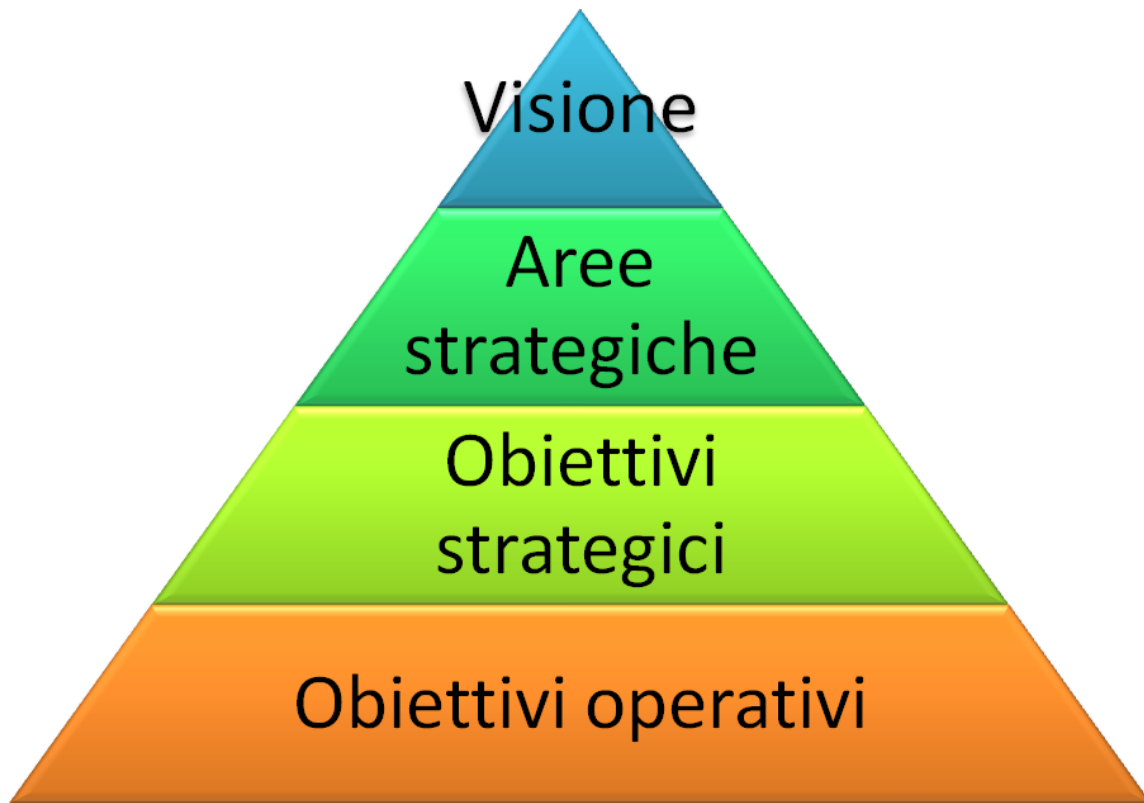 Visione
Aree
strategiche
Obiettivi
strategici
Obiettivi operativi